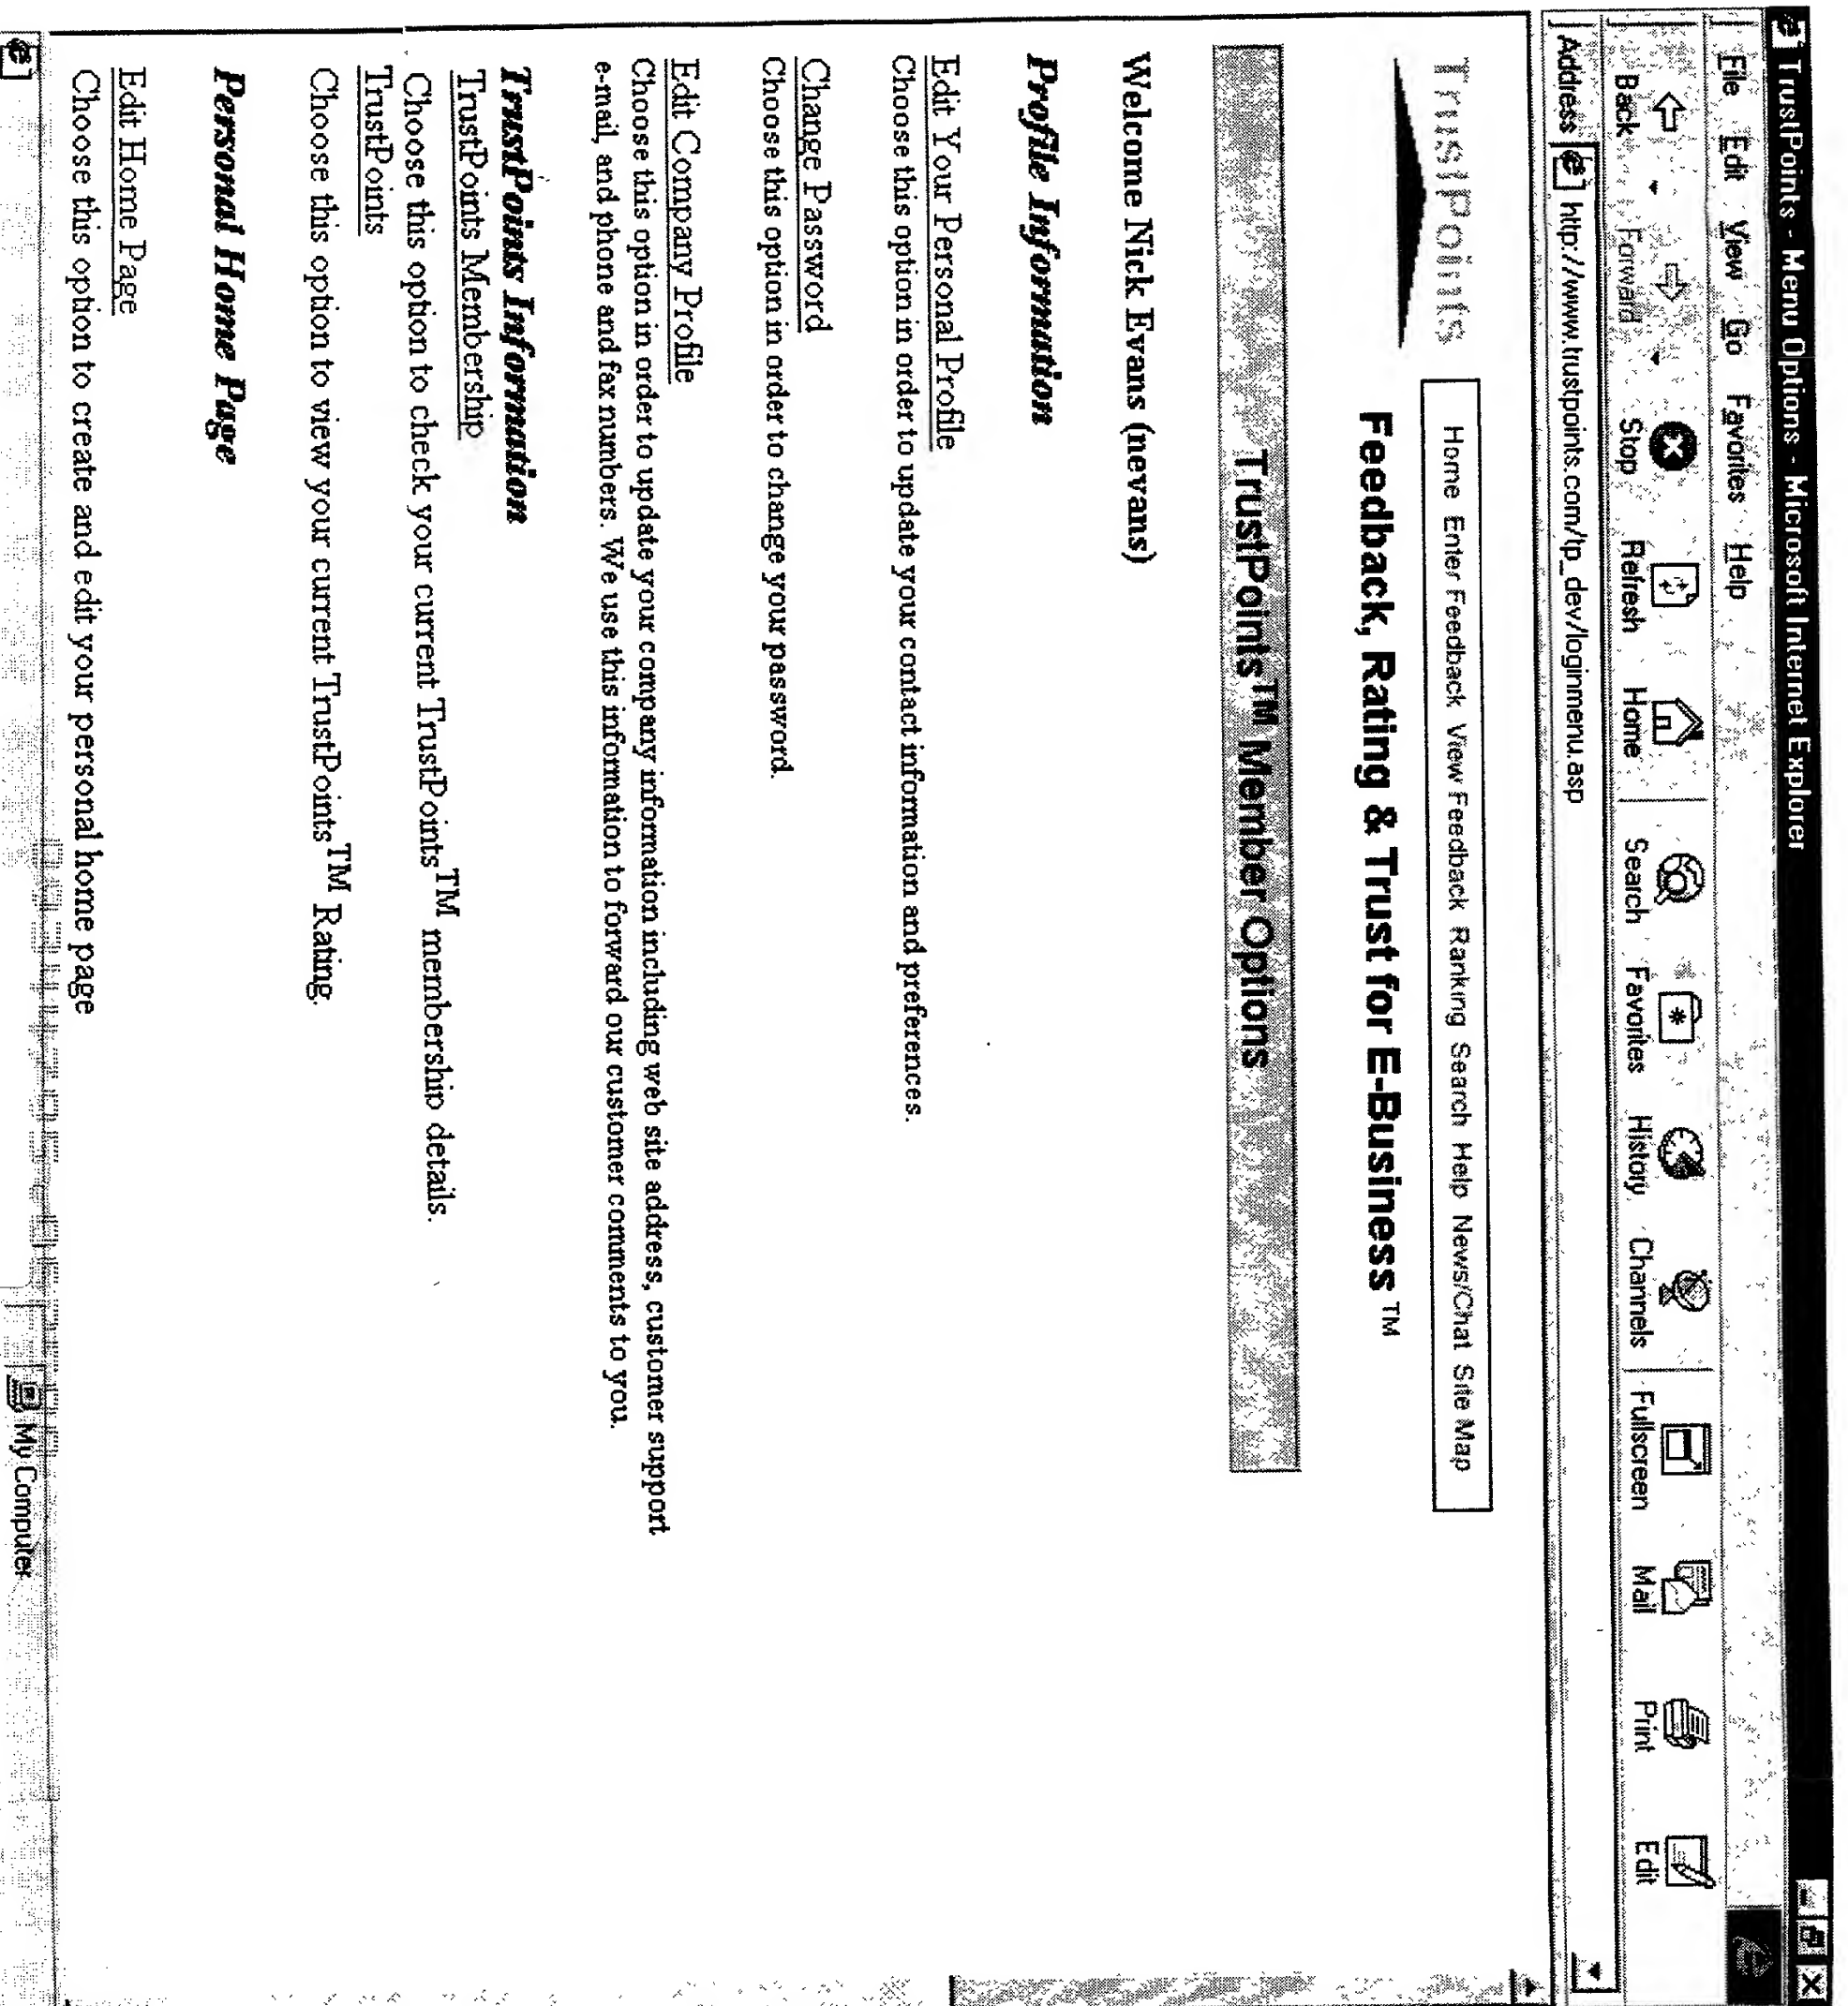 TrustPoints - Menu Options - Microsoft Internet Explorer
File Edit View Go Favorites Help
Back Forward Stop Refresh Home Search Favorites History Channels Fullscreen Mail Print Edit
Address http://www.trustpoints.com/tp_dev/loginmenu.asp
TrustPoints
Home Enter Feedback View Feedback Ranking Search Help News/Chat Site Map
Feedback, Rating & Trust for E-Business™
TrustPoints™ Member Options
Welcome Nick Evans (nevans)
Profile Information
Edit Your Personal Profile
Choose this option in order to update your contact information and preferences.
Change Password
Choose this option in order to change your password.
Edit Company Profile
Choose this option in order to update your company information including web site address, customer support
e-mail, and phone and fax numbers. We use this information to forward our customer comments to you.
TrustPoints Information
TrustPoints Membership
Choose this option to check your current TrustPoints™ membership details.
TrustPoints
Choose this option to view your current TrustPoints™ Rating.
Personal Home Page
Edit Home Page
Choose this option to create and edit your personal home page
My Computer